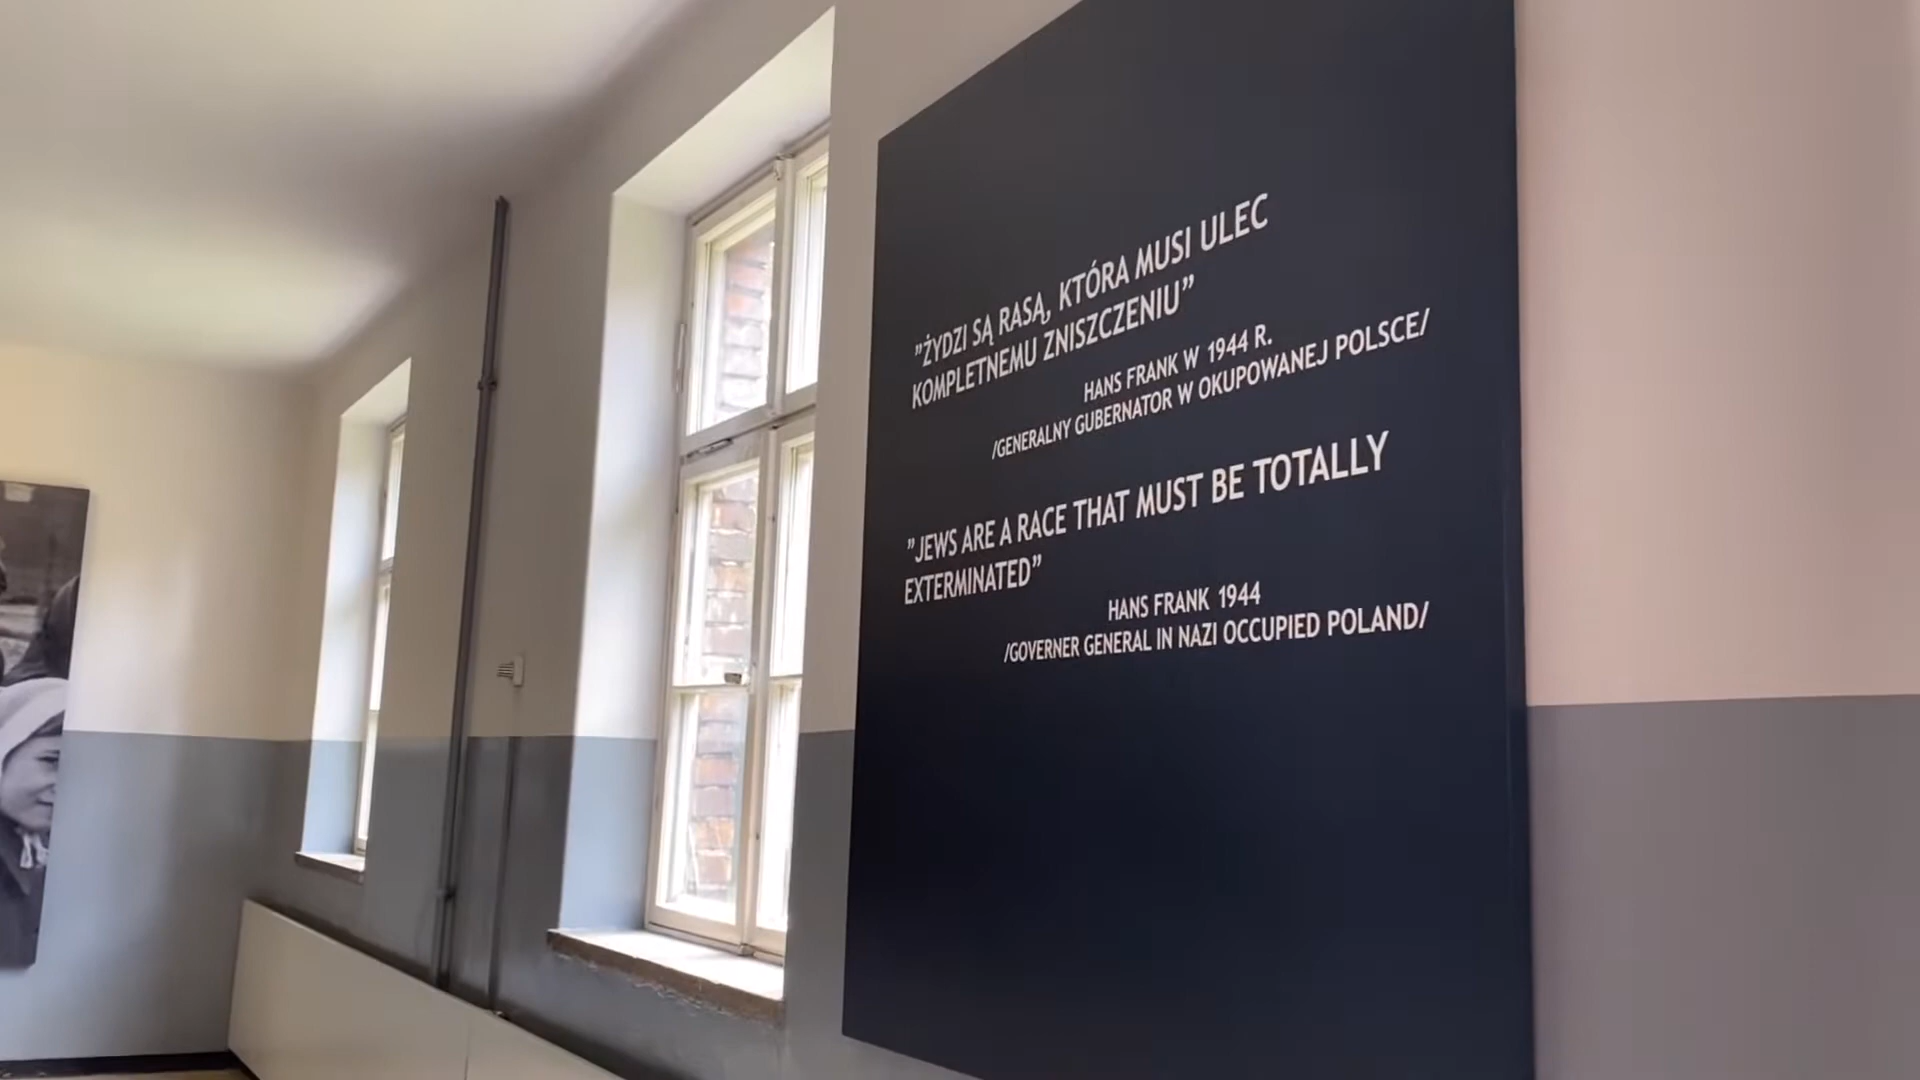 ”ŻYDZI SĄ RASĄ, KTÓRA MUSI ULEC
KOMPLETNEMU ZNISZCZENIU”
HANS FRANK W 1944 R.
/GENERALNY GUBERNATOR W OKUPOWANEJ POLSCE/
”JEWS ARE A RACE THAT MUST BE TOTALLY
EXTERMINATED”
HANS FRANK 1944
/GOVERNER GENERAL IN NAZI OCCUPIED POLAND/